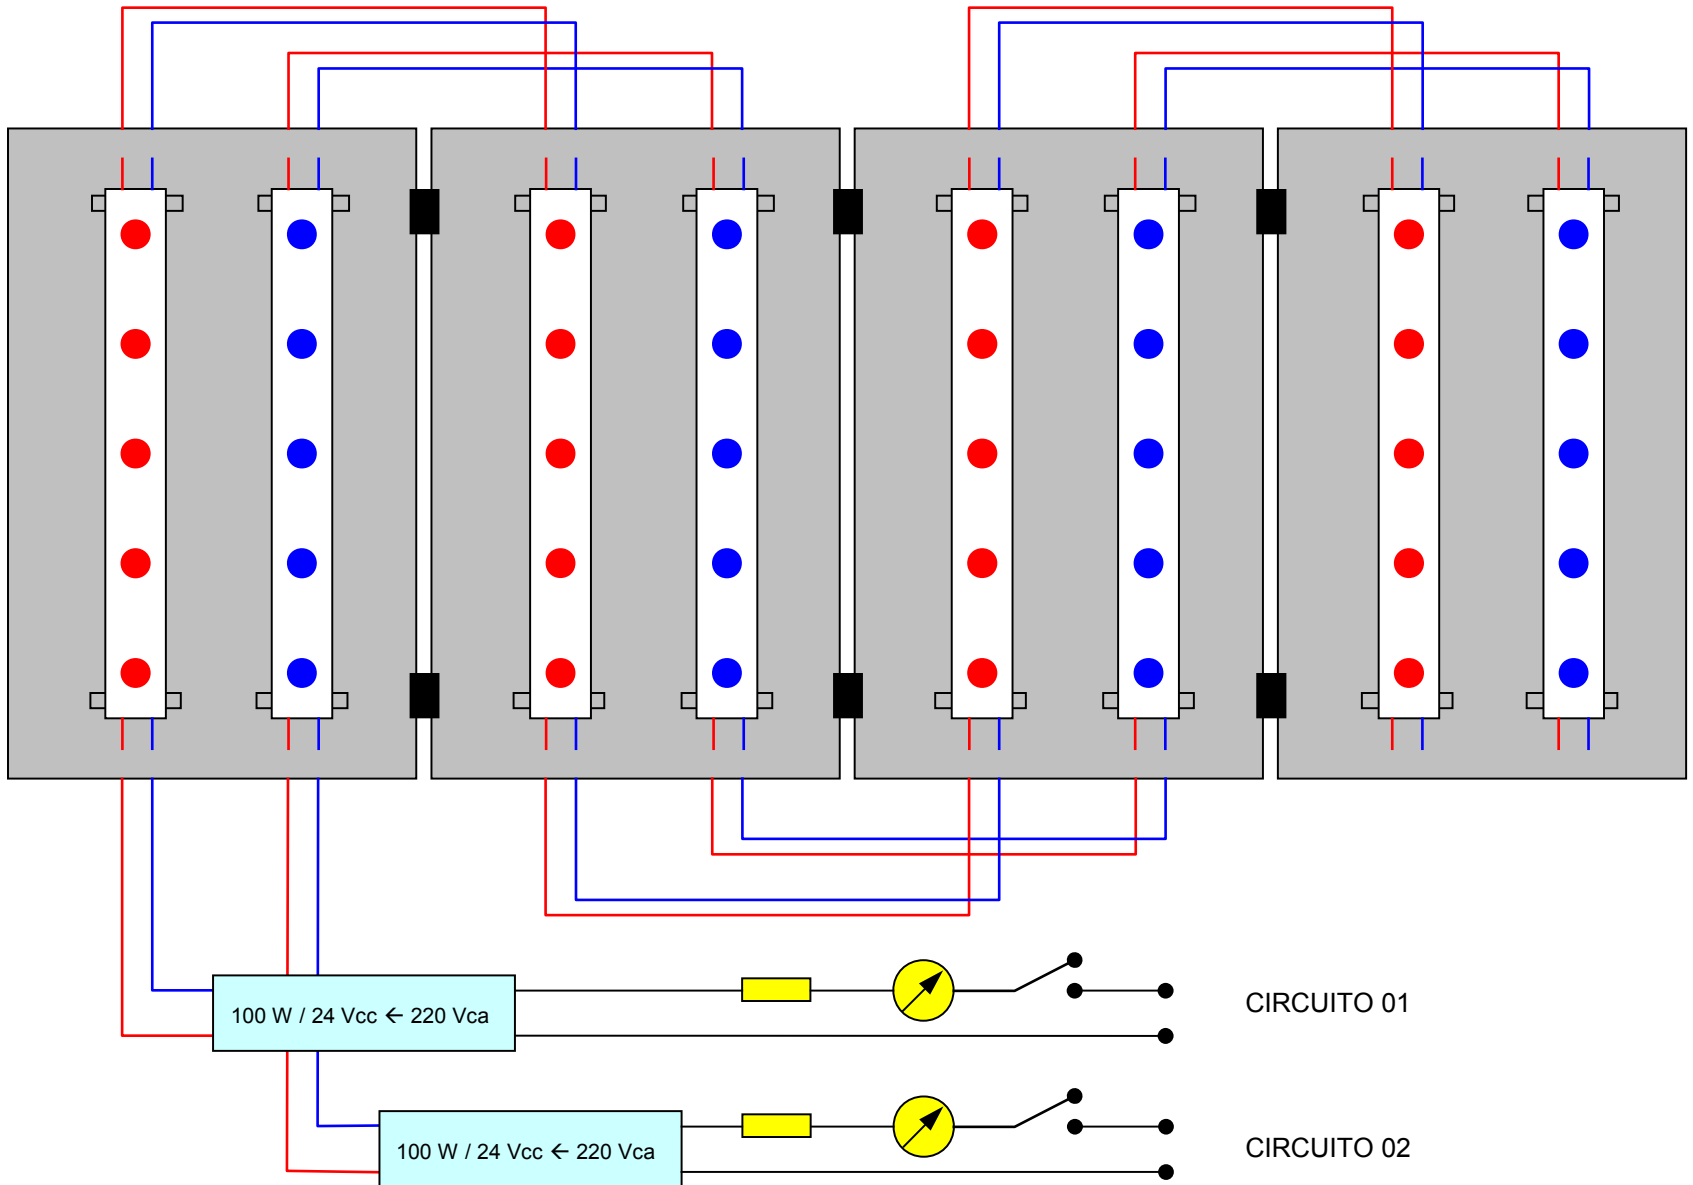 100 W / 24 Vcc ← 220 Vca
CIRCUITO 01
100 W / 24 Vcc ← 220 Vca
CIRCUITO 02